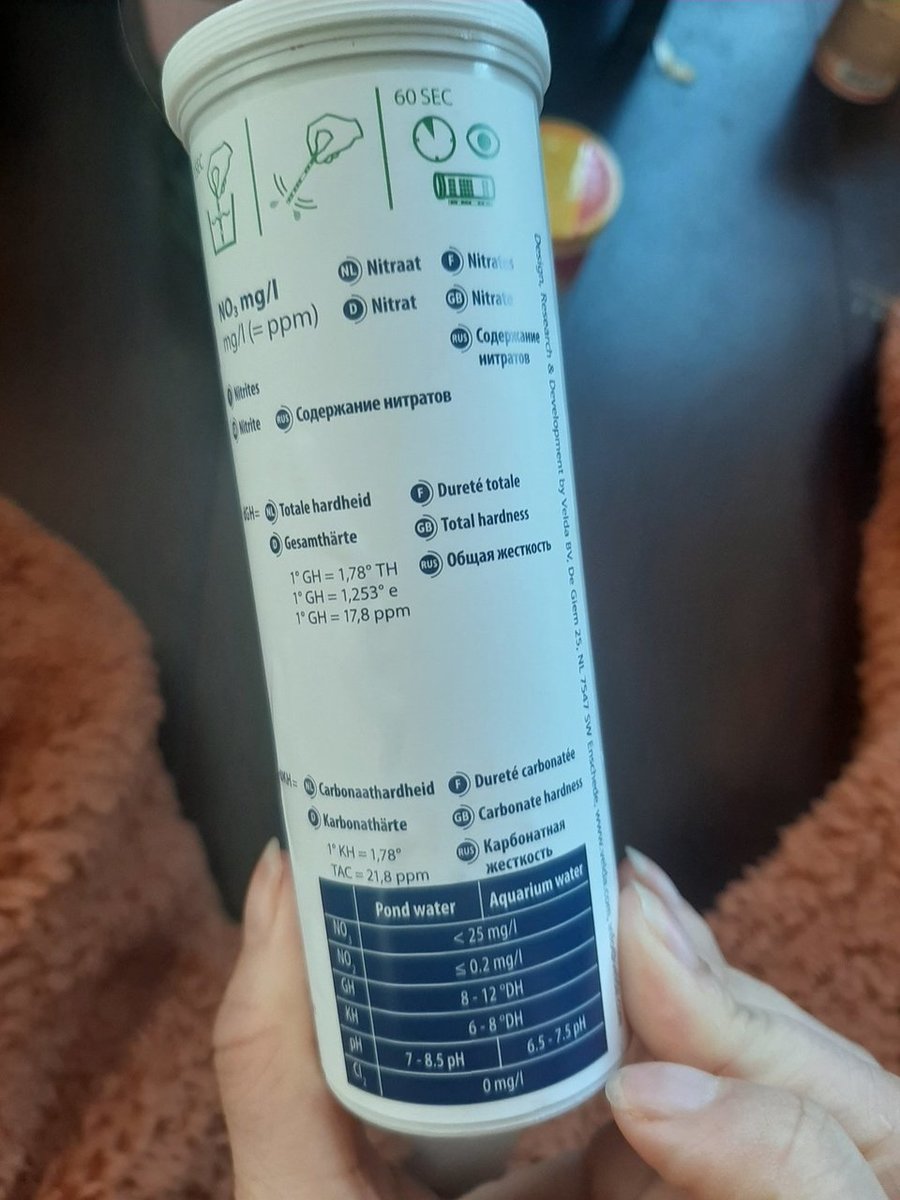 60 SEC
NO₃ mg/l
mg/l (= ppm)
NL Nitraat
D Nitrat
F Nitrates
GB Nitrate
RUS Содержание
нитратов
Nitrites
Nitrite
RUS Содержание нитратов
NL Totale hardheid
D Gesamthärte
F Dureté totale
GB Total hardness
RUS Общая жесткость
1° GH = 1,78° TH
1° GH = 1,253° e
1° GH = 17,8 ppm
NL Carbonaathardheid
D Karbonathärte
F Dureté carbonatée
GB Carbonate hardness
RUS Карбонатная
жесткость
1° KH = 1,78°
TAC = 21,8 ppm
Pond water Aquarium water
NO₃ < 25 mg/l
NO₂ ≤ 0.2 mg/l
GH 8 - 12 °DH
KH 6 - 8 °DH
pH 7 - 8.5 pH 6.5 - 7.5 pH
Cl₂ 0 mg/l
Design, Research & Development by Velda BV, De Giem 25, NL 7547 SW Enschede, www.velda.com